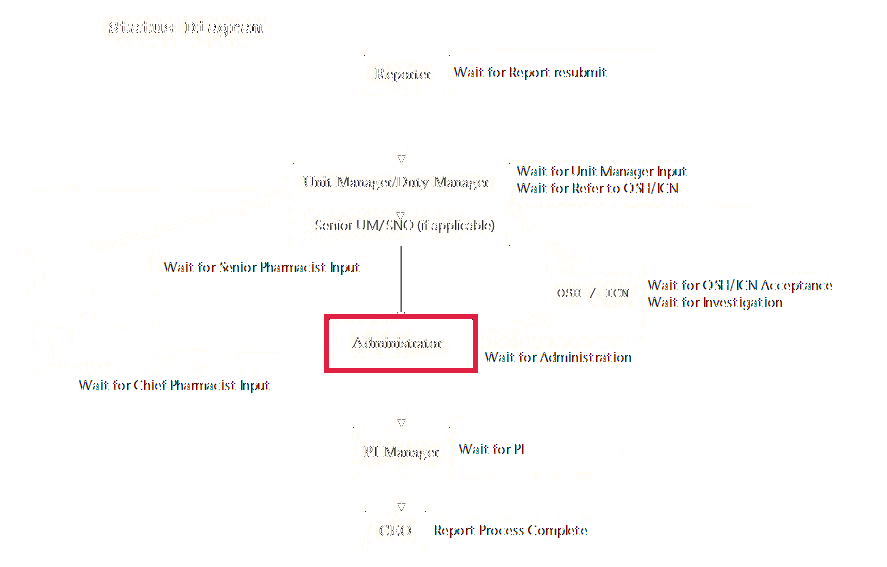 Status Diagram
Reporter
Wait for Report resubmit
Unit Manager/Duty Manager
Wait for Unit Manager Input
Wait for Refer to OSH/ICN
Senior UM/SNO (if applicable)
Wait for Senior Pharmacist Input
OSH / ICN
Wait for OSH/ICN Acceptance
Wait for Investigation
Administrator
Wait for Administration
Wait for Chief Pharmacist Input
PI Manager
Wait for PI
CEO
Report Process Complete